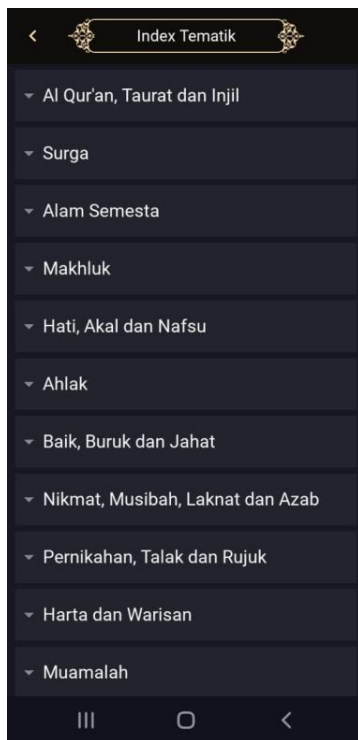 Index Tematik
Al Qur'an, Taurat dan Injil
Surga
Alam Semesta
Makhluk
Hati, Akal dan Nafsu
Ahlak
Baik, Buruk dan Jahat
Nikmat, Musibah, Laknat dan Azab
Pernikahan, Talak dan Rujuk
Harta dan Warisan
Muamalah